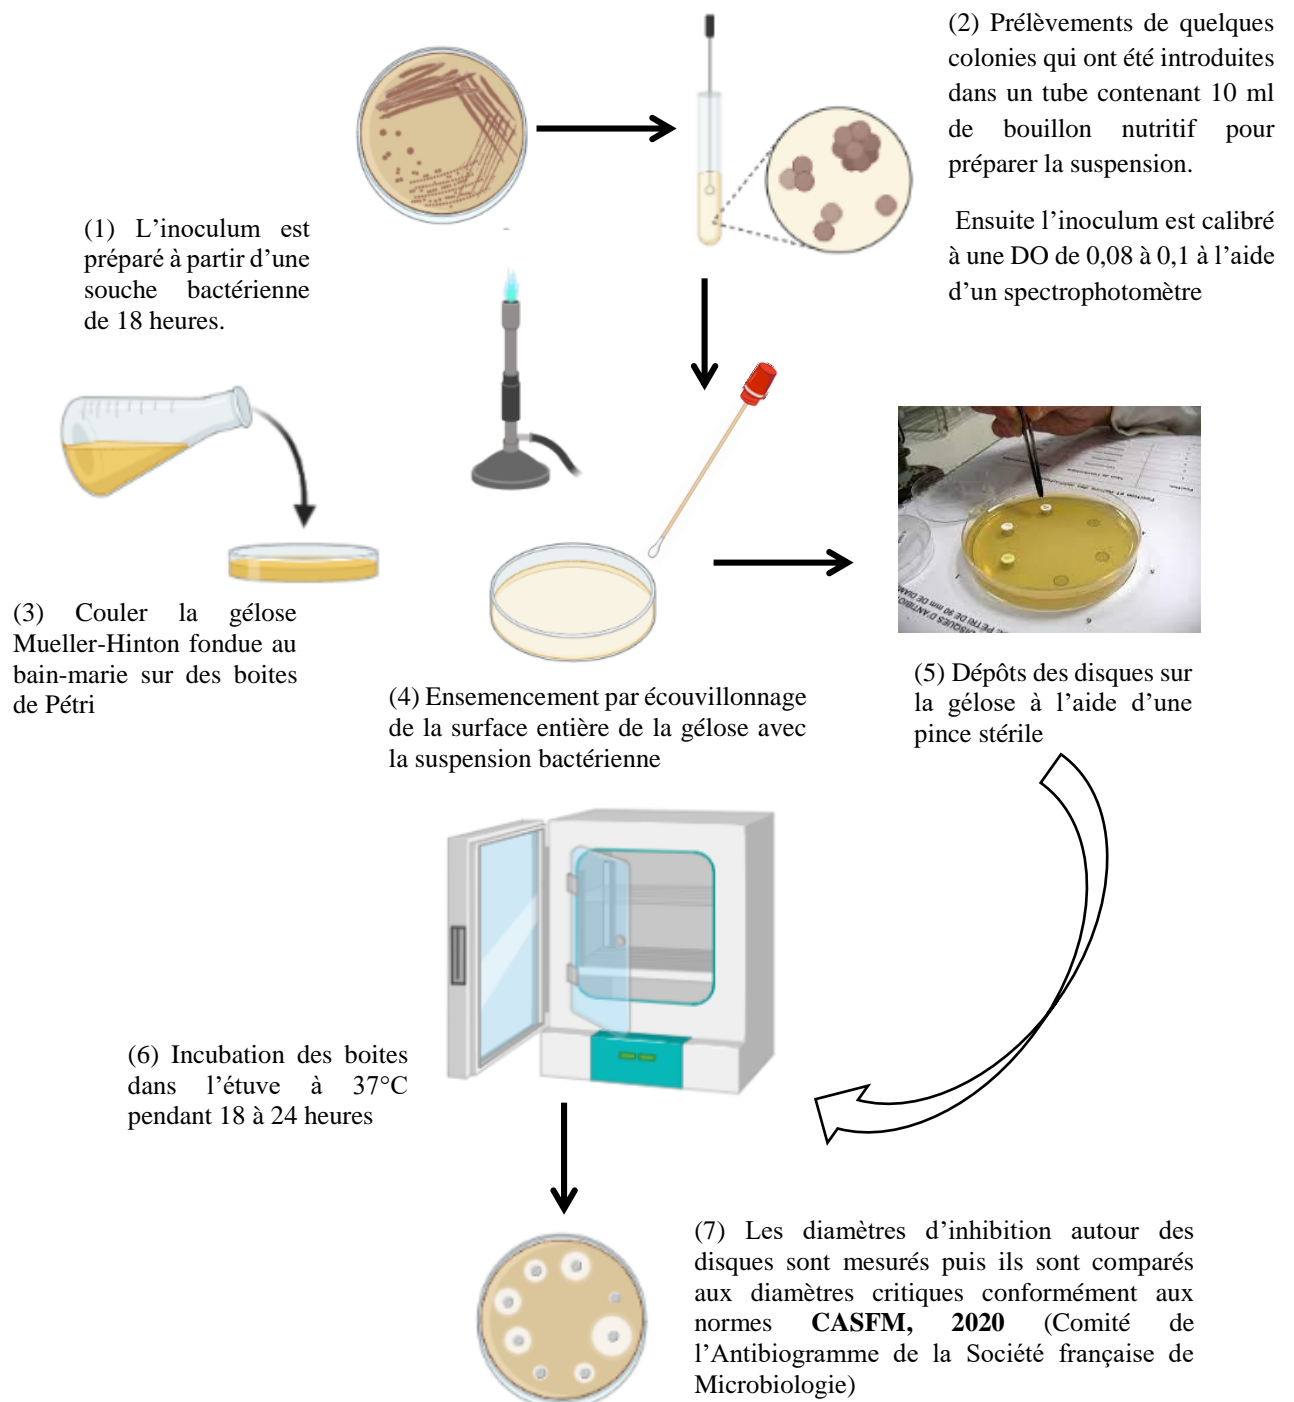 (1) L’inoculum est
préparé à partir d’une
souche bactérienne
de 18 heures.
(2) Prélèvements de quelques
colonies qui ont été introduites
dans un tube contenant 10 ml
de bouillon nutritif pour
préparer la suspension.
Ensuite l’inoculum est calibré
à une DO de 0,08 à 0,1 à l’aide
d’un spectrophotomètre
(3) Couler la gélose
Mueller-Hinton fondue au
bain-marie sur des boites
de Pétri
(4) Ensemencement par écouvillonnage
de la surface entière de la gélose avec
la suspension bactérienne
(5) Dépôts des disques sur
la gélose à l’aide d’une
pince stérile
(6) Incubation des boites
dans l’étuve à 37°C
pendant 18 à 24 heures
(7) Les diamètres d’inhibition autour des
disques sont mesurés puis ils sont comparés
aux diamètres critiques conformément aux
normes CASFM, 2020 (Comité de
l’Antibiogramme de la Société française de
Microbiologie)